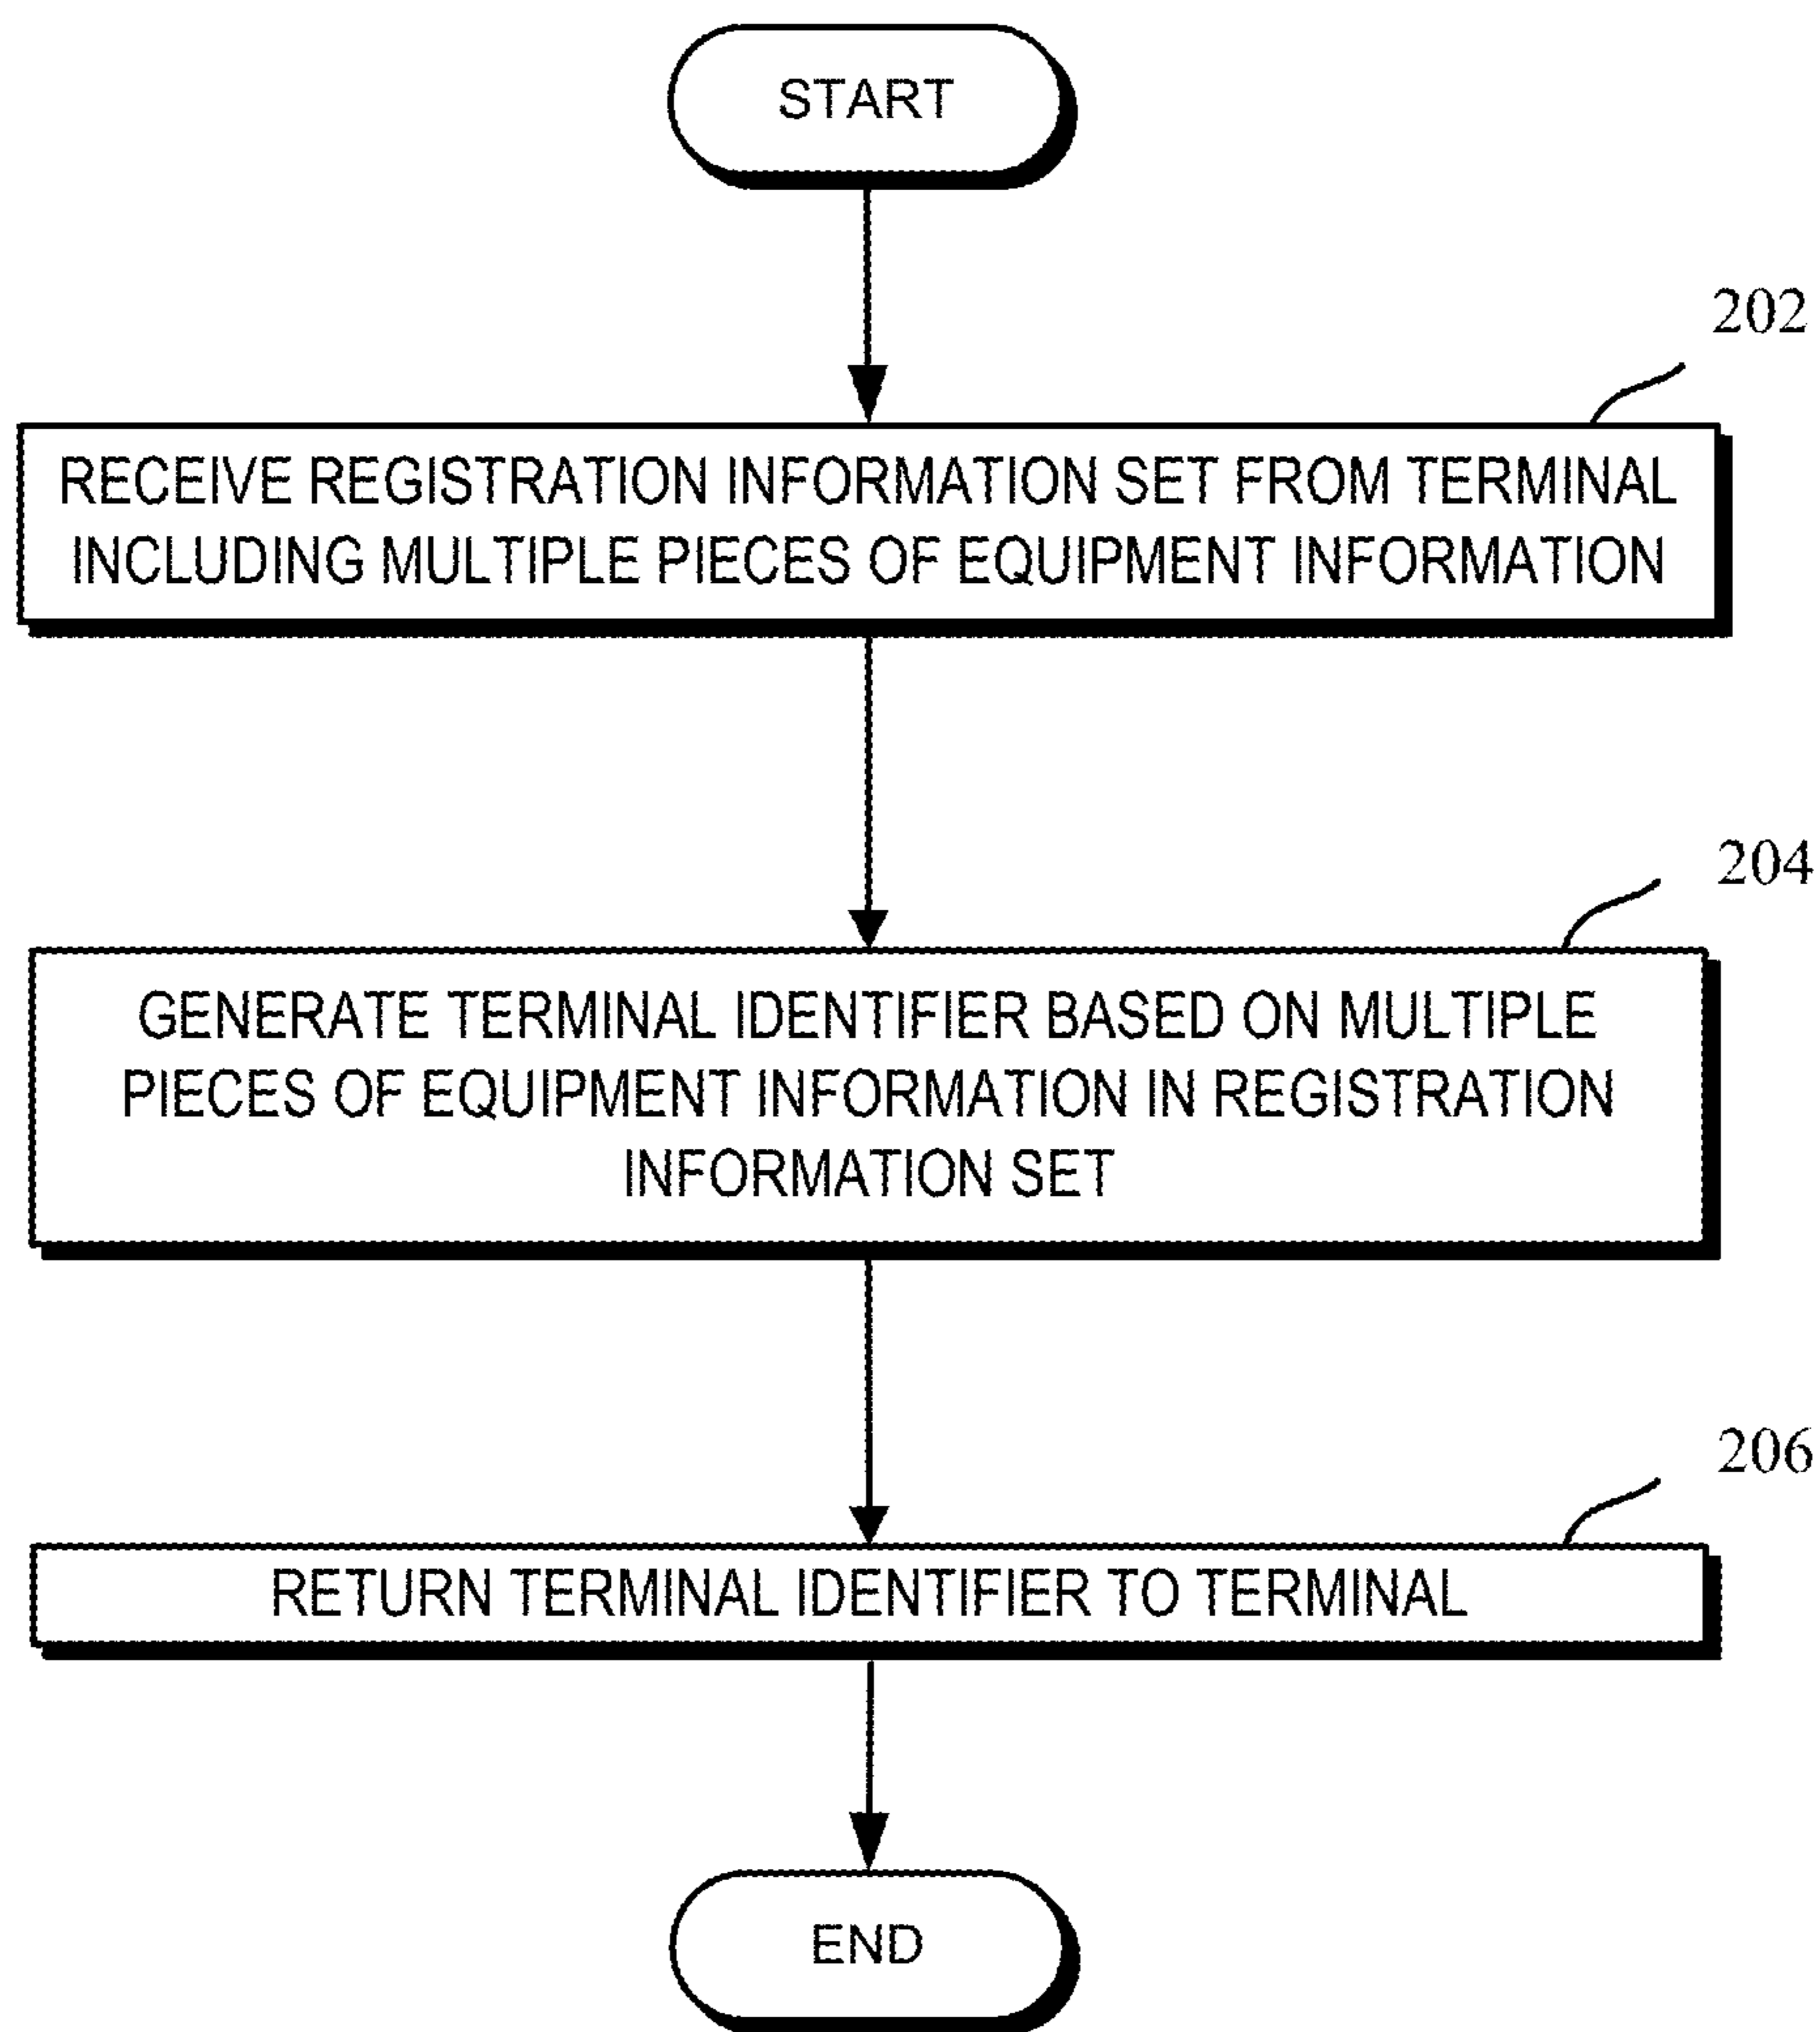 START
202
RECEIVE REGISTRATION INFORMATION SET FROM TERMINAL
INCLUDING MULTIPLE PIECES OF EQUIPMENT INFORMATION
204
GENERATE TERMINAL IDENTIFIER BASED ON MULTIPLE
PIECES OF EQUIPMENT INFORMATION IN REGISTRATION
INFORMATION SET
206
RETURN TERMINAL IDENTIFIER TO TERMINAL
END